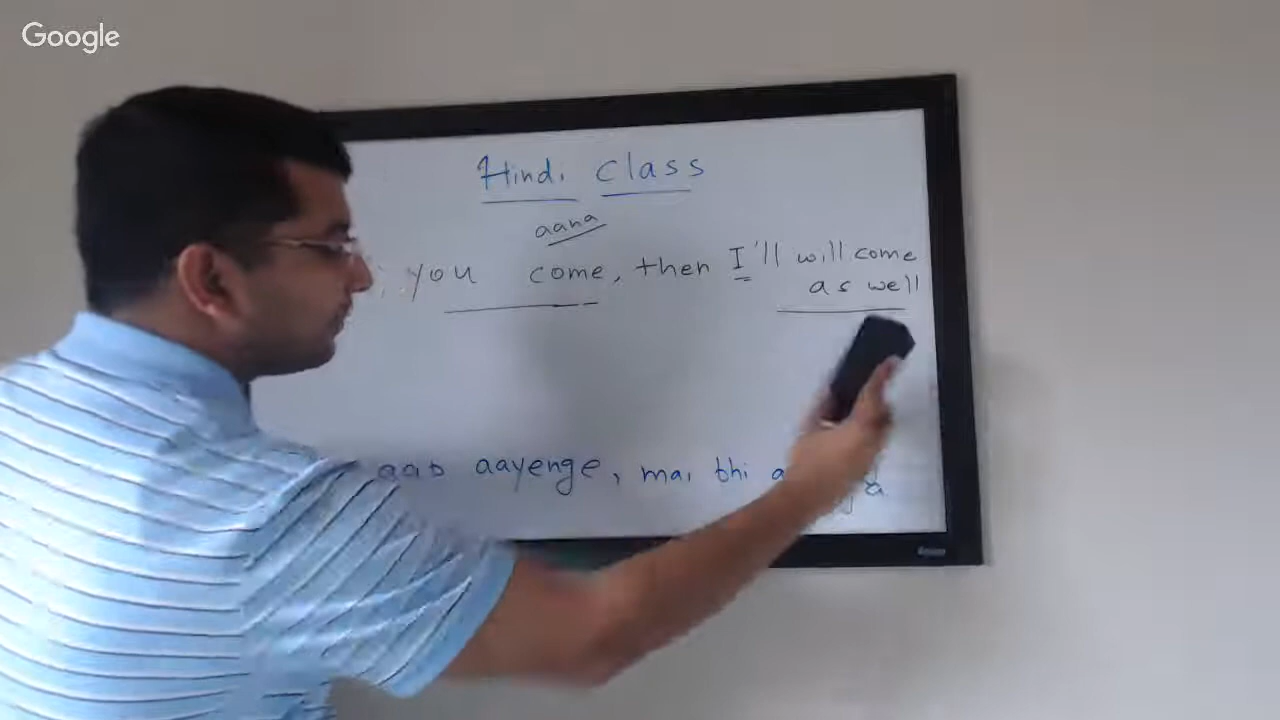 Google
Hindi class
aana
you come, then I'll will come
as well
aap aayenge, mai bhi